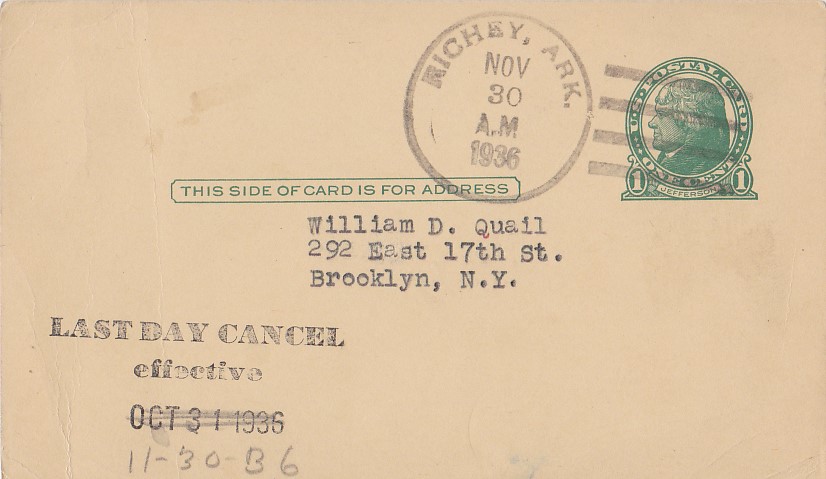 RICHEY, ARK.
NOV
30
A.M
1936
U.S. POSTAL CARD
ONE CENT
1 JEFFERSON 1
THIS SIDE OF CARD IS FOR ADDRESS
William D. Quail
292 East 17th St.
Brooklyn, N.Y.
LAST DAY CANCEL
effective
OCT 31 1936
11-30-36